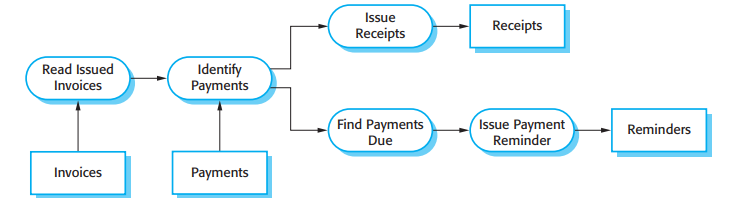 Issue
Receipts
Receipts
Read Issued
Invoices
Identify
Payments
Find Payments
Due
Issue Payment
Reminder
Reminders
Invoices
Payments